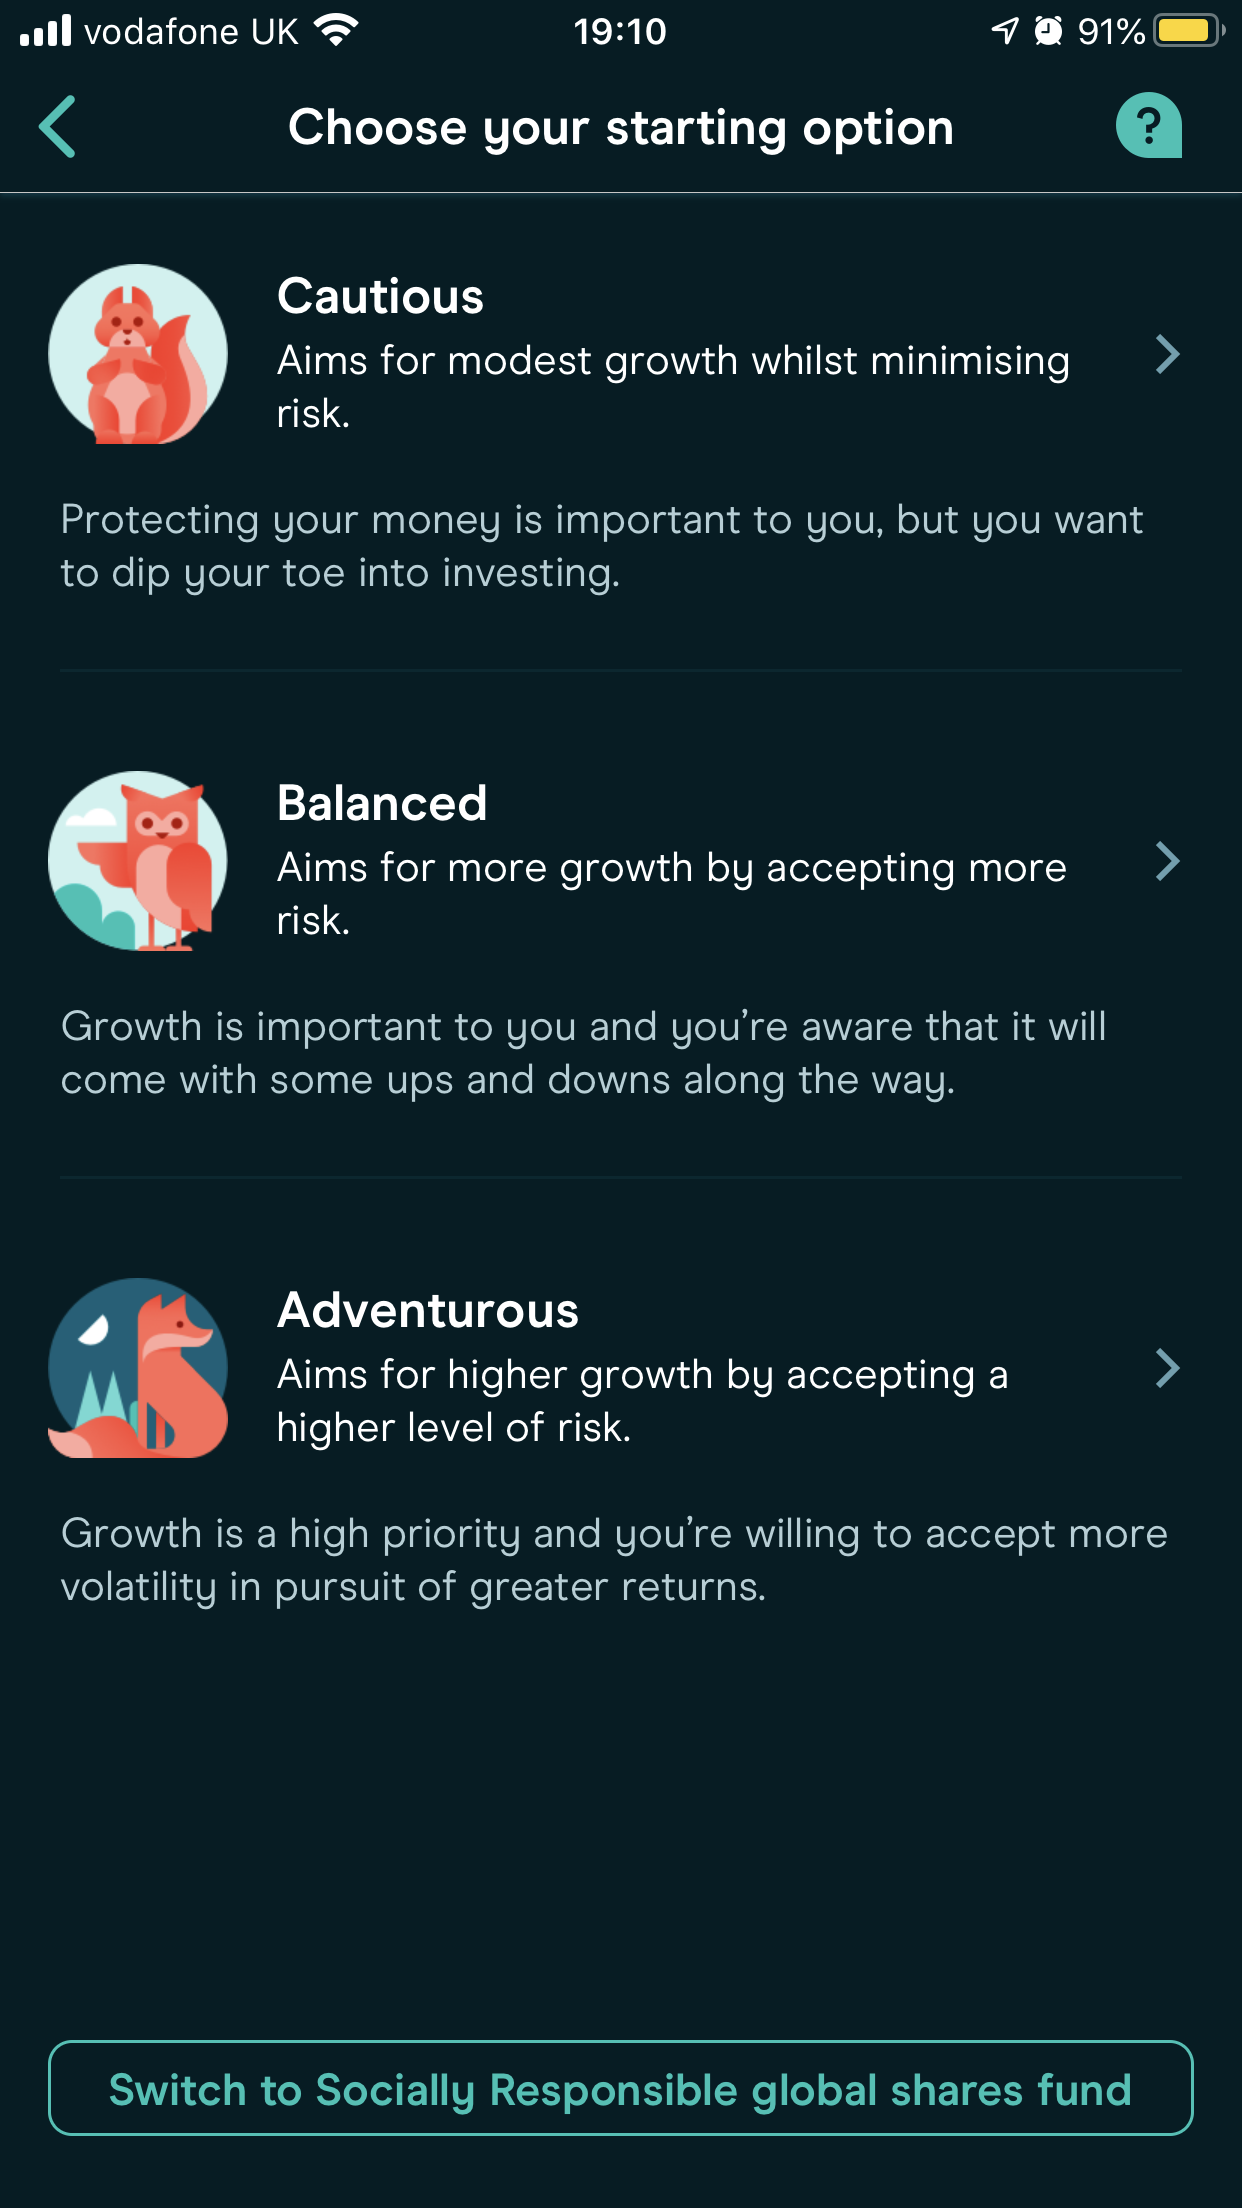 vodafone UK 19:10 91%
Choose your starting option ?
Cautious
Aims for modest growth whilst minimising
risk.
Protecting your money is important to you, but you want
to dip your toe into investing.
Balanced
Aims for more growth by accepting more
risk.
Growth is important to you and you’re aware that it will
come with some ups and downs along the way.
Adventurous
Aims for higher growth by accepting a
higher level of risk.
Growth is a high priority and you’re willing to accept more
volatility in pursuit of greater returns.
Switch to Socially Responsible global shares fund